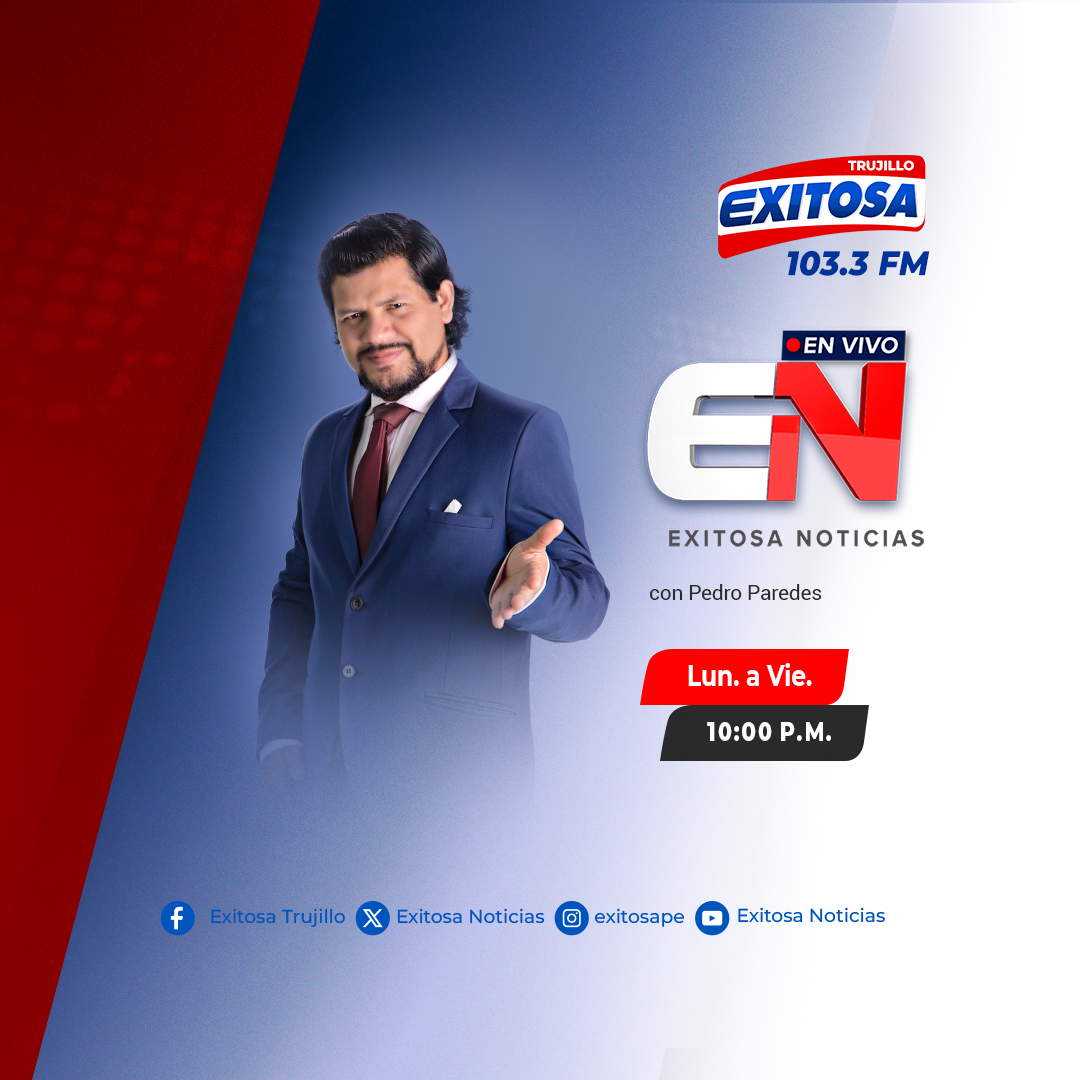 TRUJILLO
EXITOSA
103.3 FM
EN VIVO
EN
EXITOSA NOTICIAS
con Pedro Paredes
Lun. a Vie.
10:00 P.M.
Exitosa Trujillo Exitosa Noticias exitosape Exitosa Noticias